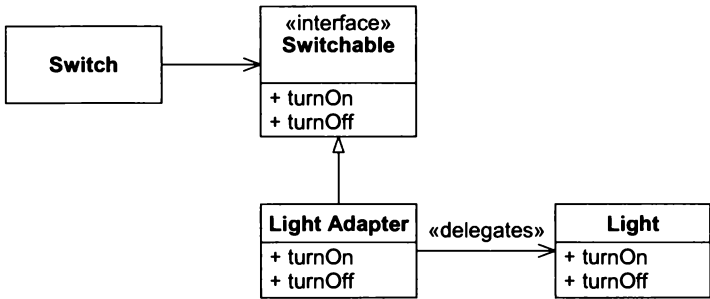 «interface»
Switchable
Switch
+ turnOn
+ turnOff
Light Adapter
«delegates»
Light
+ turnOn
+ turnOff
+ turnOn
+ turnOff